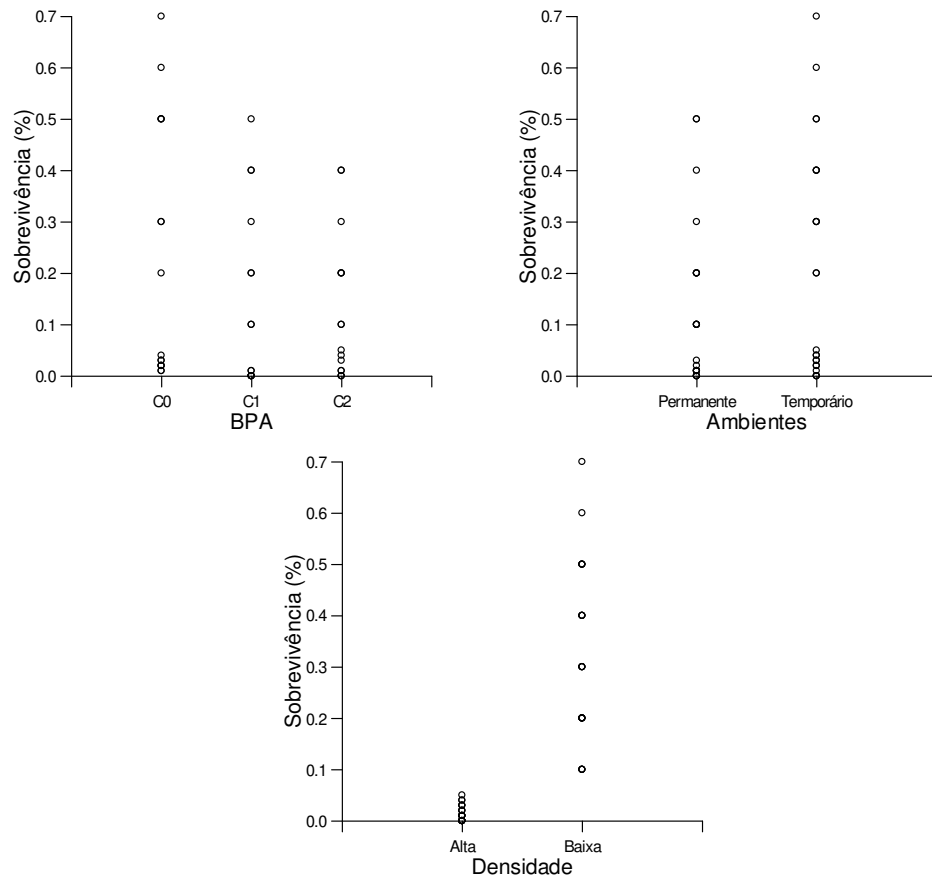 Sobrevivência (%)
0.7
0.6
0.5
0.4
0.3
0.2
0.1
0.0
C0 C1 C2
BPA
Sobrevivência (%)
0.7
0.6
0.5
0.4
0.3
0.2
0.1
0.0
Permanente Temporário
Ambientes
Sobrevivência (%)
0.7
0.6
0.5
0.4
0.3
0.2
0.1
0.0
Alta Baixa
Densidade